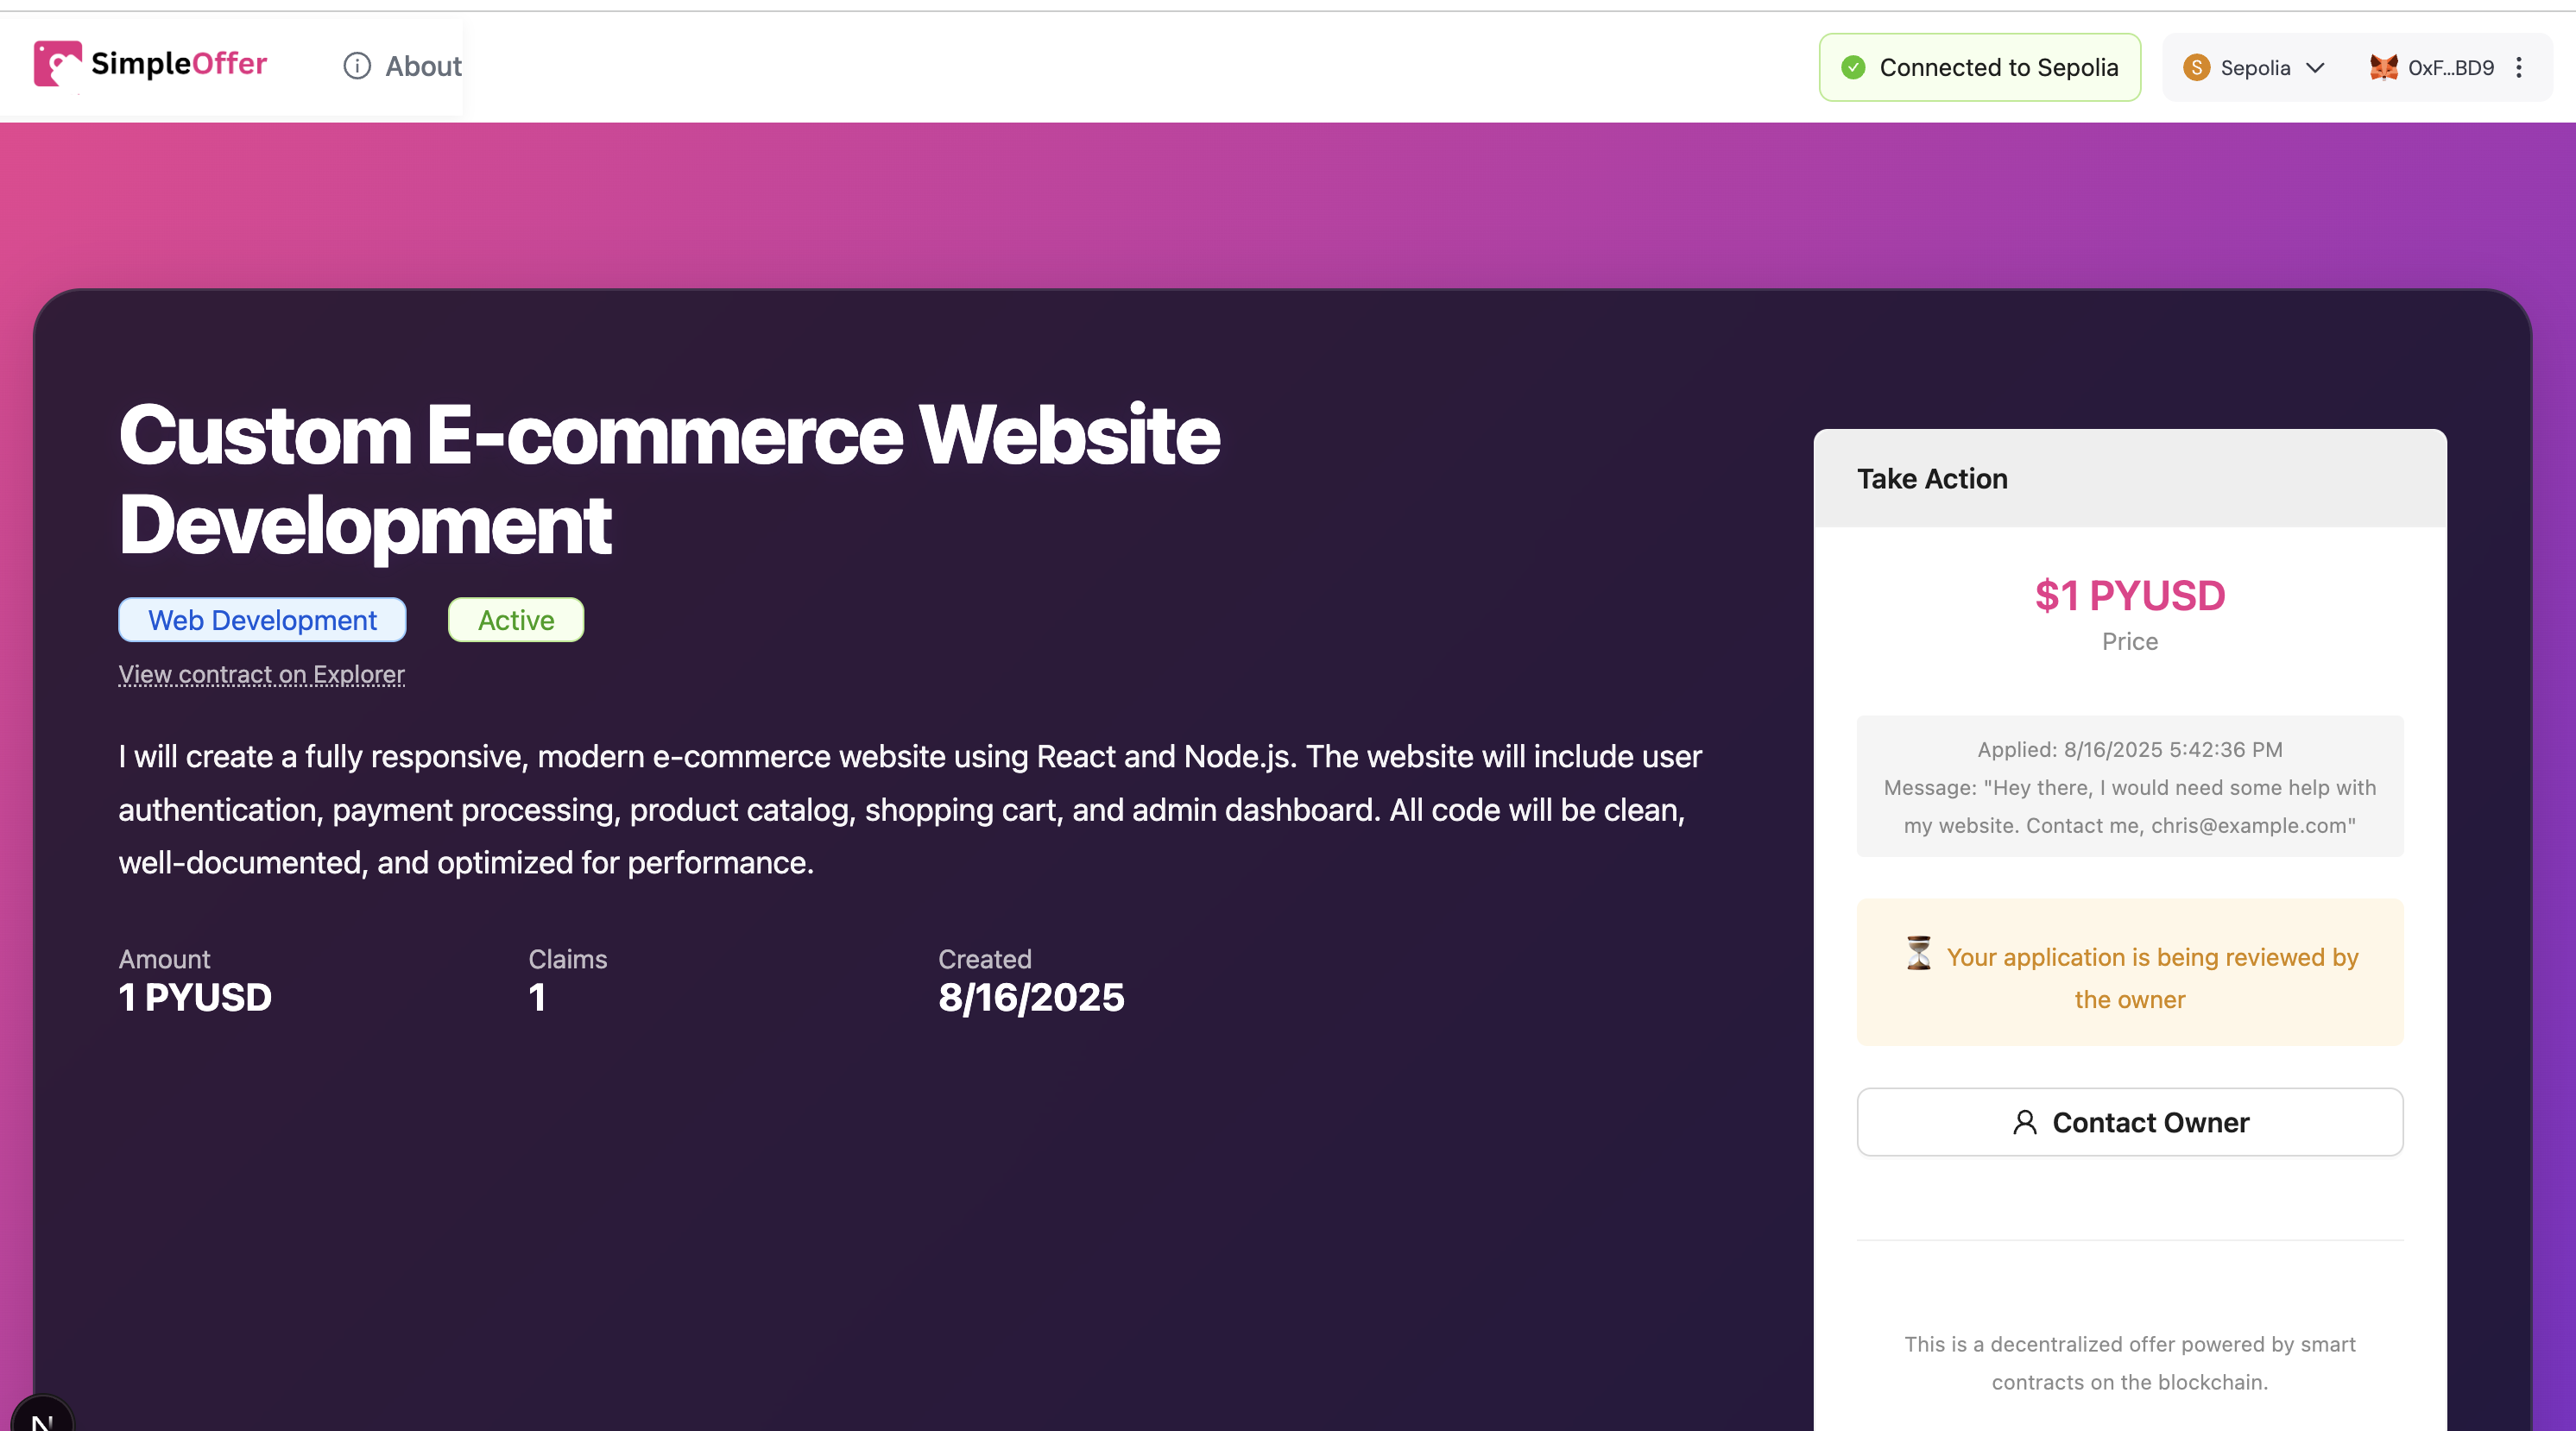 SimpleOffer
About
Connected to Sepolia
S Sepolia
0xF...BD9
Custom E-commerce Website
Development
Web Development
Active
View contract on Explorer
I will create a fully responsive, modern e-commerce website using React and Node.js. The website will include user
authentication, payment processing, product catalog, shopping cart, and admin dashboard. All code will be clean,
well-documented, and optimized for performance.
Amount
1 PYUSD
Claims
1
Created
8/16/2025
Take Action
$1 PYUSD
Price
Applied: 8/16/2025 5:42:36 PM
Message: "Hey there, I would need some help with
my website. Contact me, chris@example.com"
Your application is being reviewed by
the owner
Contact Owner
This is a decentralized offer powered by smart
contracts on the blockchain.
N